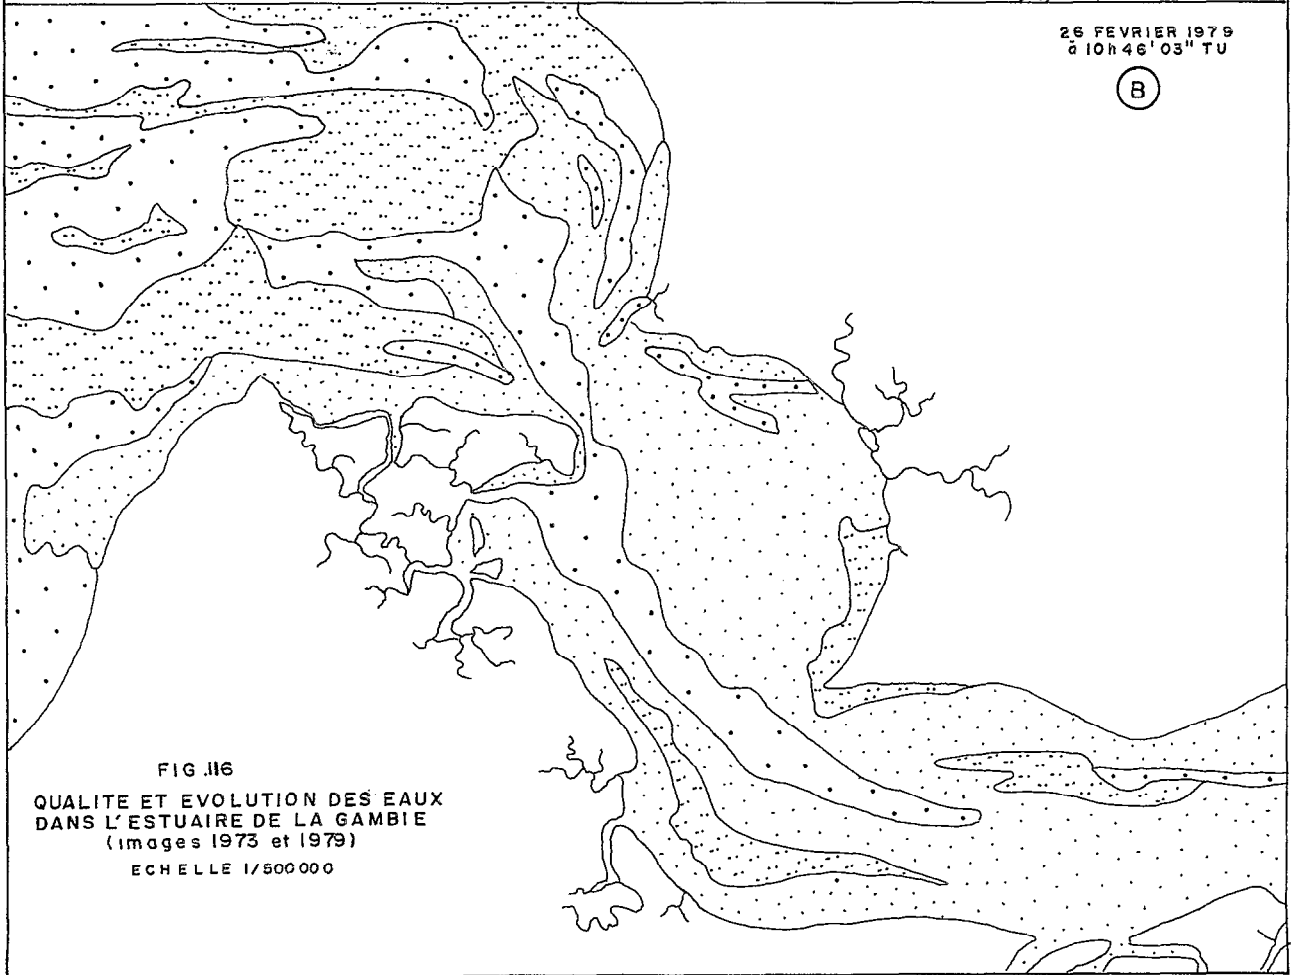 26 FEVRIER 1979
à 10h46'03" TU
B
FIG.116
QUALITE ET EVOLUTION DES EAUX
DANS L'ESTUAIRE DE LA GAMBIE
(images 1973 et 1979)
ECHELLE 1/500000